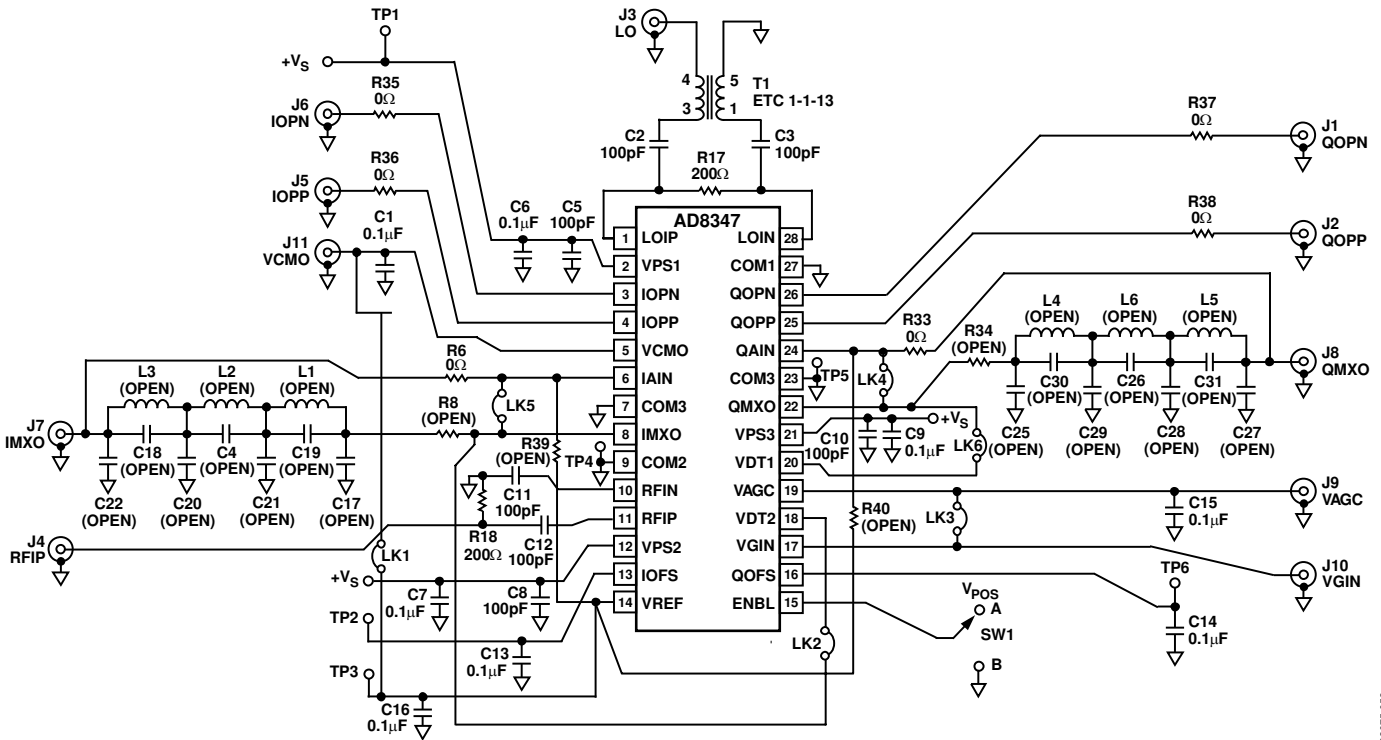 TP1
+VS
J3
LO
4
3
5
1
T1
ETC 1-1-13
R35
0Ω
J6
IOPN
R36
0Ω
J5
IOPP
C1
0.1µF
J11
VCMO
C2
100pF
C3
100pF
R17
200Ω
C6
0.1µF
C5
100pF
R37
0Ω
J1
QOPN
R38
0Ω
J2
QOPP
AD8347
1 LOIP
2 VPS1
3 IOPN
4 IOPP
5 VCMO
6 IAIN
7 COM3
8 IMXO
9 COM2
10 RFIN
11 RFIP
12 VPS2
13 IOFS
14 VREF
LOIN 28
COM1 27
QOPN 26
QOPP 25
QAIN 24
COM3 23
QMXO 22
VPS3 21
VDT1 20
VAGC 19
VDT2 18
VGIN 17
QOFS 16
ENBL 15
R6
0Ω
L3
(OPEN)
L2
(OPEN)
L1
(OPEN)
R8
(OPEN)
LK5
J7
IMXO
C18
(OPEN)
C4
(OPEN)
C19
(OPEN)
C22
(OPEN)
C20
(OPEN)
C21
(OPEN)
C17
(OPEN)
R39
(OPEN)
TP4
C11
100pF
R18
200Ω
C12
100pF
J4
RFIP
LK1
+VS
C7
0.1µF
C8
100pF
TP2
C13
0.1µF
TP3
C16
0.1µF
R33
0Ω
R34
(OPEN)
L4
(OPEN)
L6
(OPEN)
L5
(OPEN)
TP5
LK4
J8
QMXO
C30
(OPEN)
C26
(OPEN)
C31
(OPEN)
C25
(OPEN)
C29
(OPEN)
C28
(OPEN)
C27
(OPEN)
+VS
C10
100pF
C9
0.1µF
LK6
J9
VAGC
R40
(OPEN)
LK3
C15
0.1µF
J10
VGIN
TP6
VPOS
A
SW1
B
C14
0.1µF
LK2